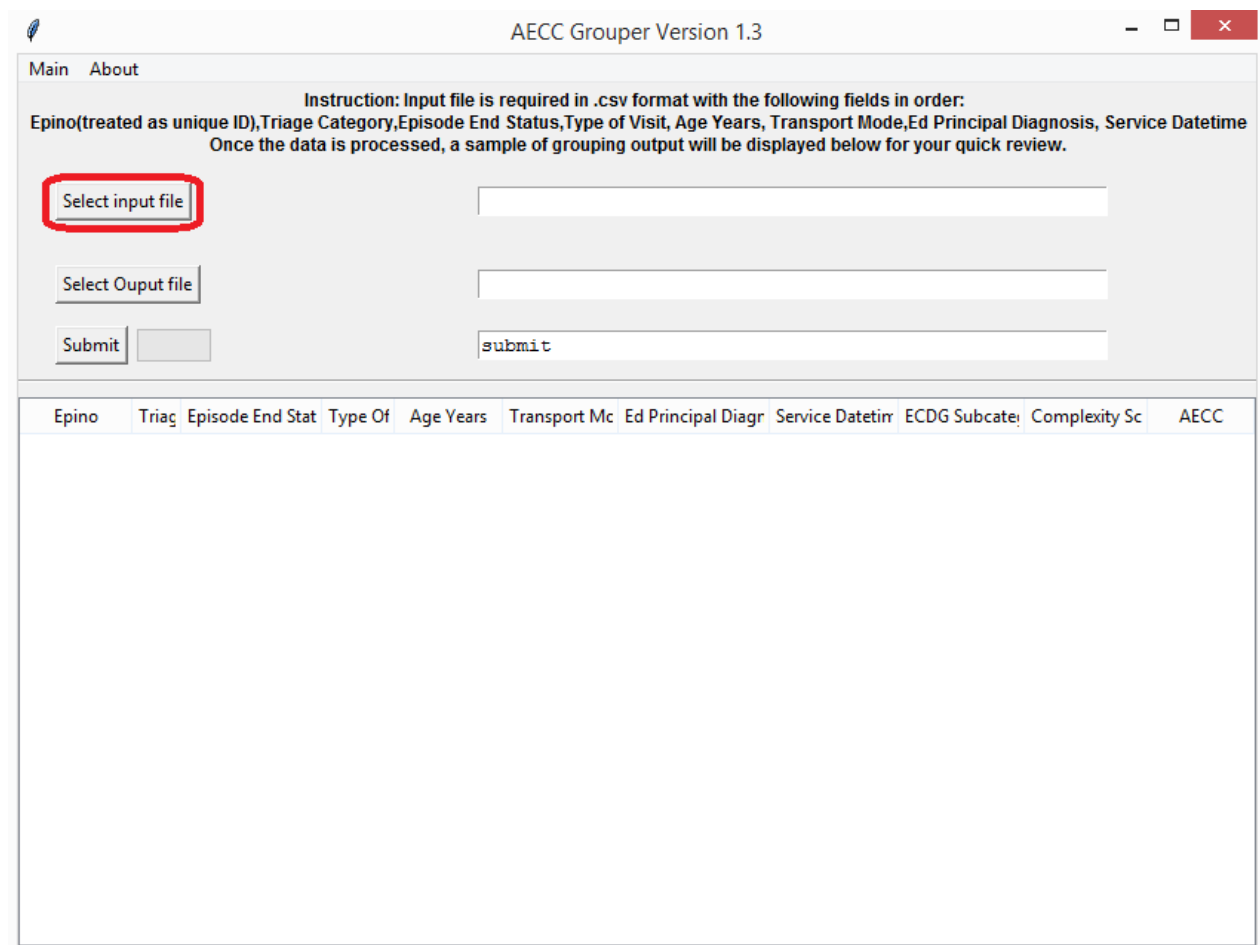 AECC Grouper Version 1.3
Main About
Instruction: Input file is required in .csv format with the following fields in order:
Epino(treated as unique ID),Triage Category,Episode End Status,Type of Visit, Age Years, Transport Mode,Ed Principal Diagnosis, Service Datetime
Once the data is processed, a sample of grouping output will be displayed below for your quick review.
Select input file
Select Ouput file
Submit submit
Epino Triag Episode End Stat Type Of Age Years Transport Mc Ed Principal Diagr Service Datetim ECDG Subcate Complexity Sc AECC